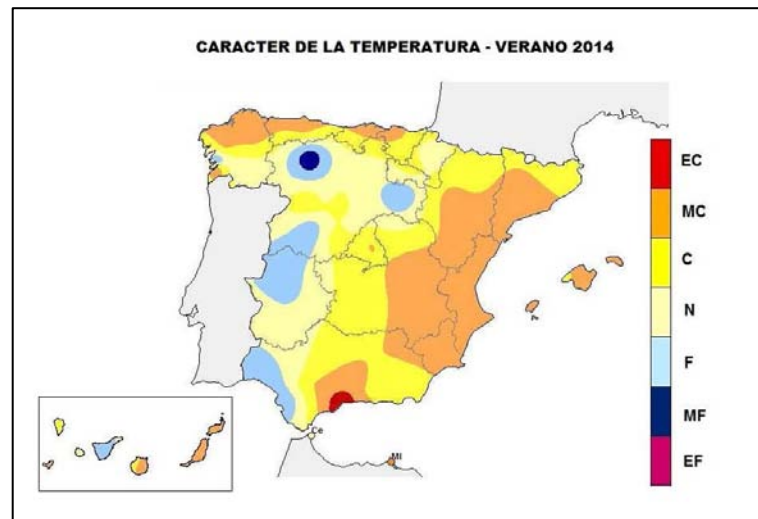 CARACTER DE LA TEMPERATURA - VERANO 2014
EC
MC
C
N
F
MF
EF
Ce
Ml